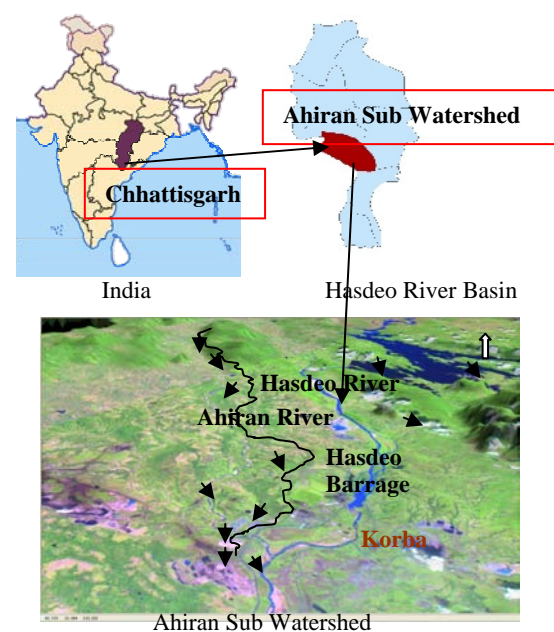 Ahiran Sub Watershed
Chhattisgarh
India
Hasdeo River Basin
Hasdeo River
Ahiran River
Hasdeo
Barrage
Korba
Ahiran Sub Watershed